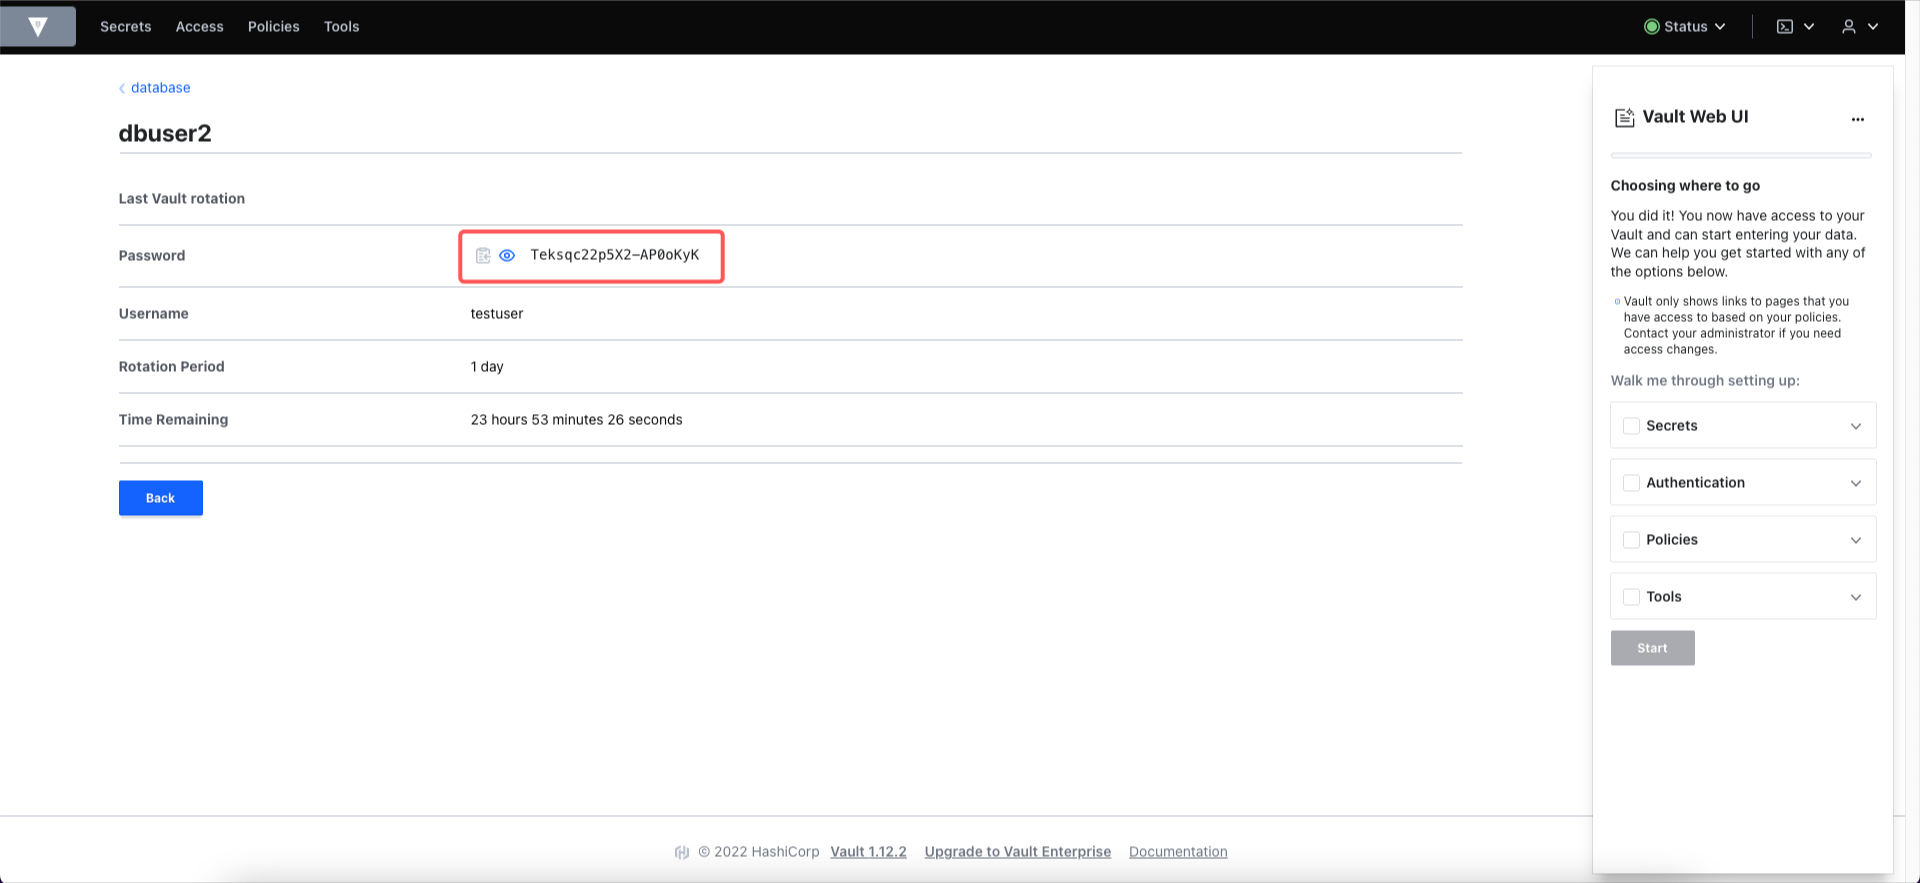 Secrets Access Policies Tools Status
database
dbuser2
Last Vault rotation
Password Teksqc22p5X2-AP0oKyK
Username testuser
Rotation Period 1 day
Time Remaining 23 hours 53 minutes 26 seconds
Back
Vault Web UI
Choosing where to go
You did it! You now have access to your
Vault and can start entering your data.
We can help you get started with any of
the options below.
Vault only shows links to pages that you
have access to based on your policies.
Contact your administrator if you need
access changes.
Walk me through setting up:
Secrets
Authentication
Policies
Tools
Start
© 2022 HashiCorp Vault 1.12.2 Upgrade to Vault Enterprise Documentation